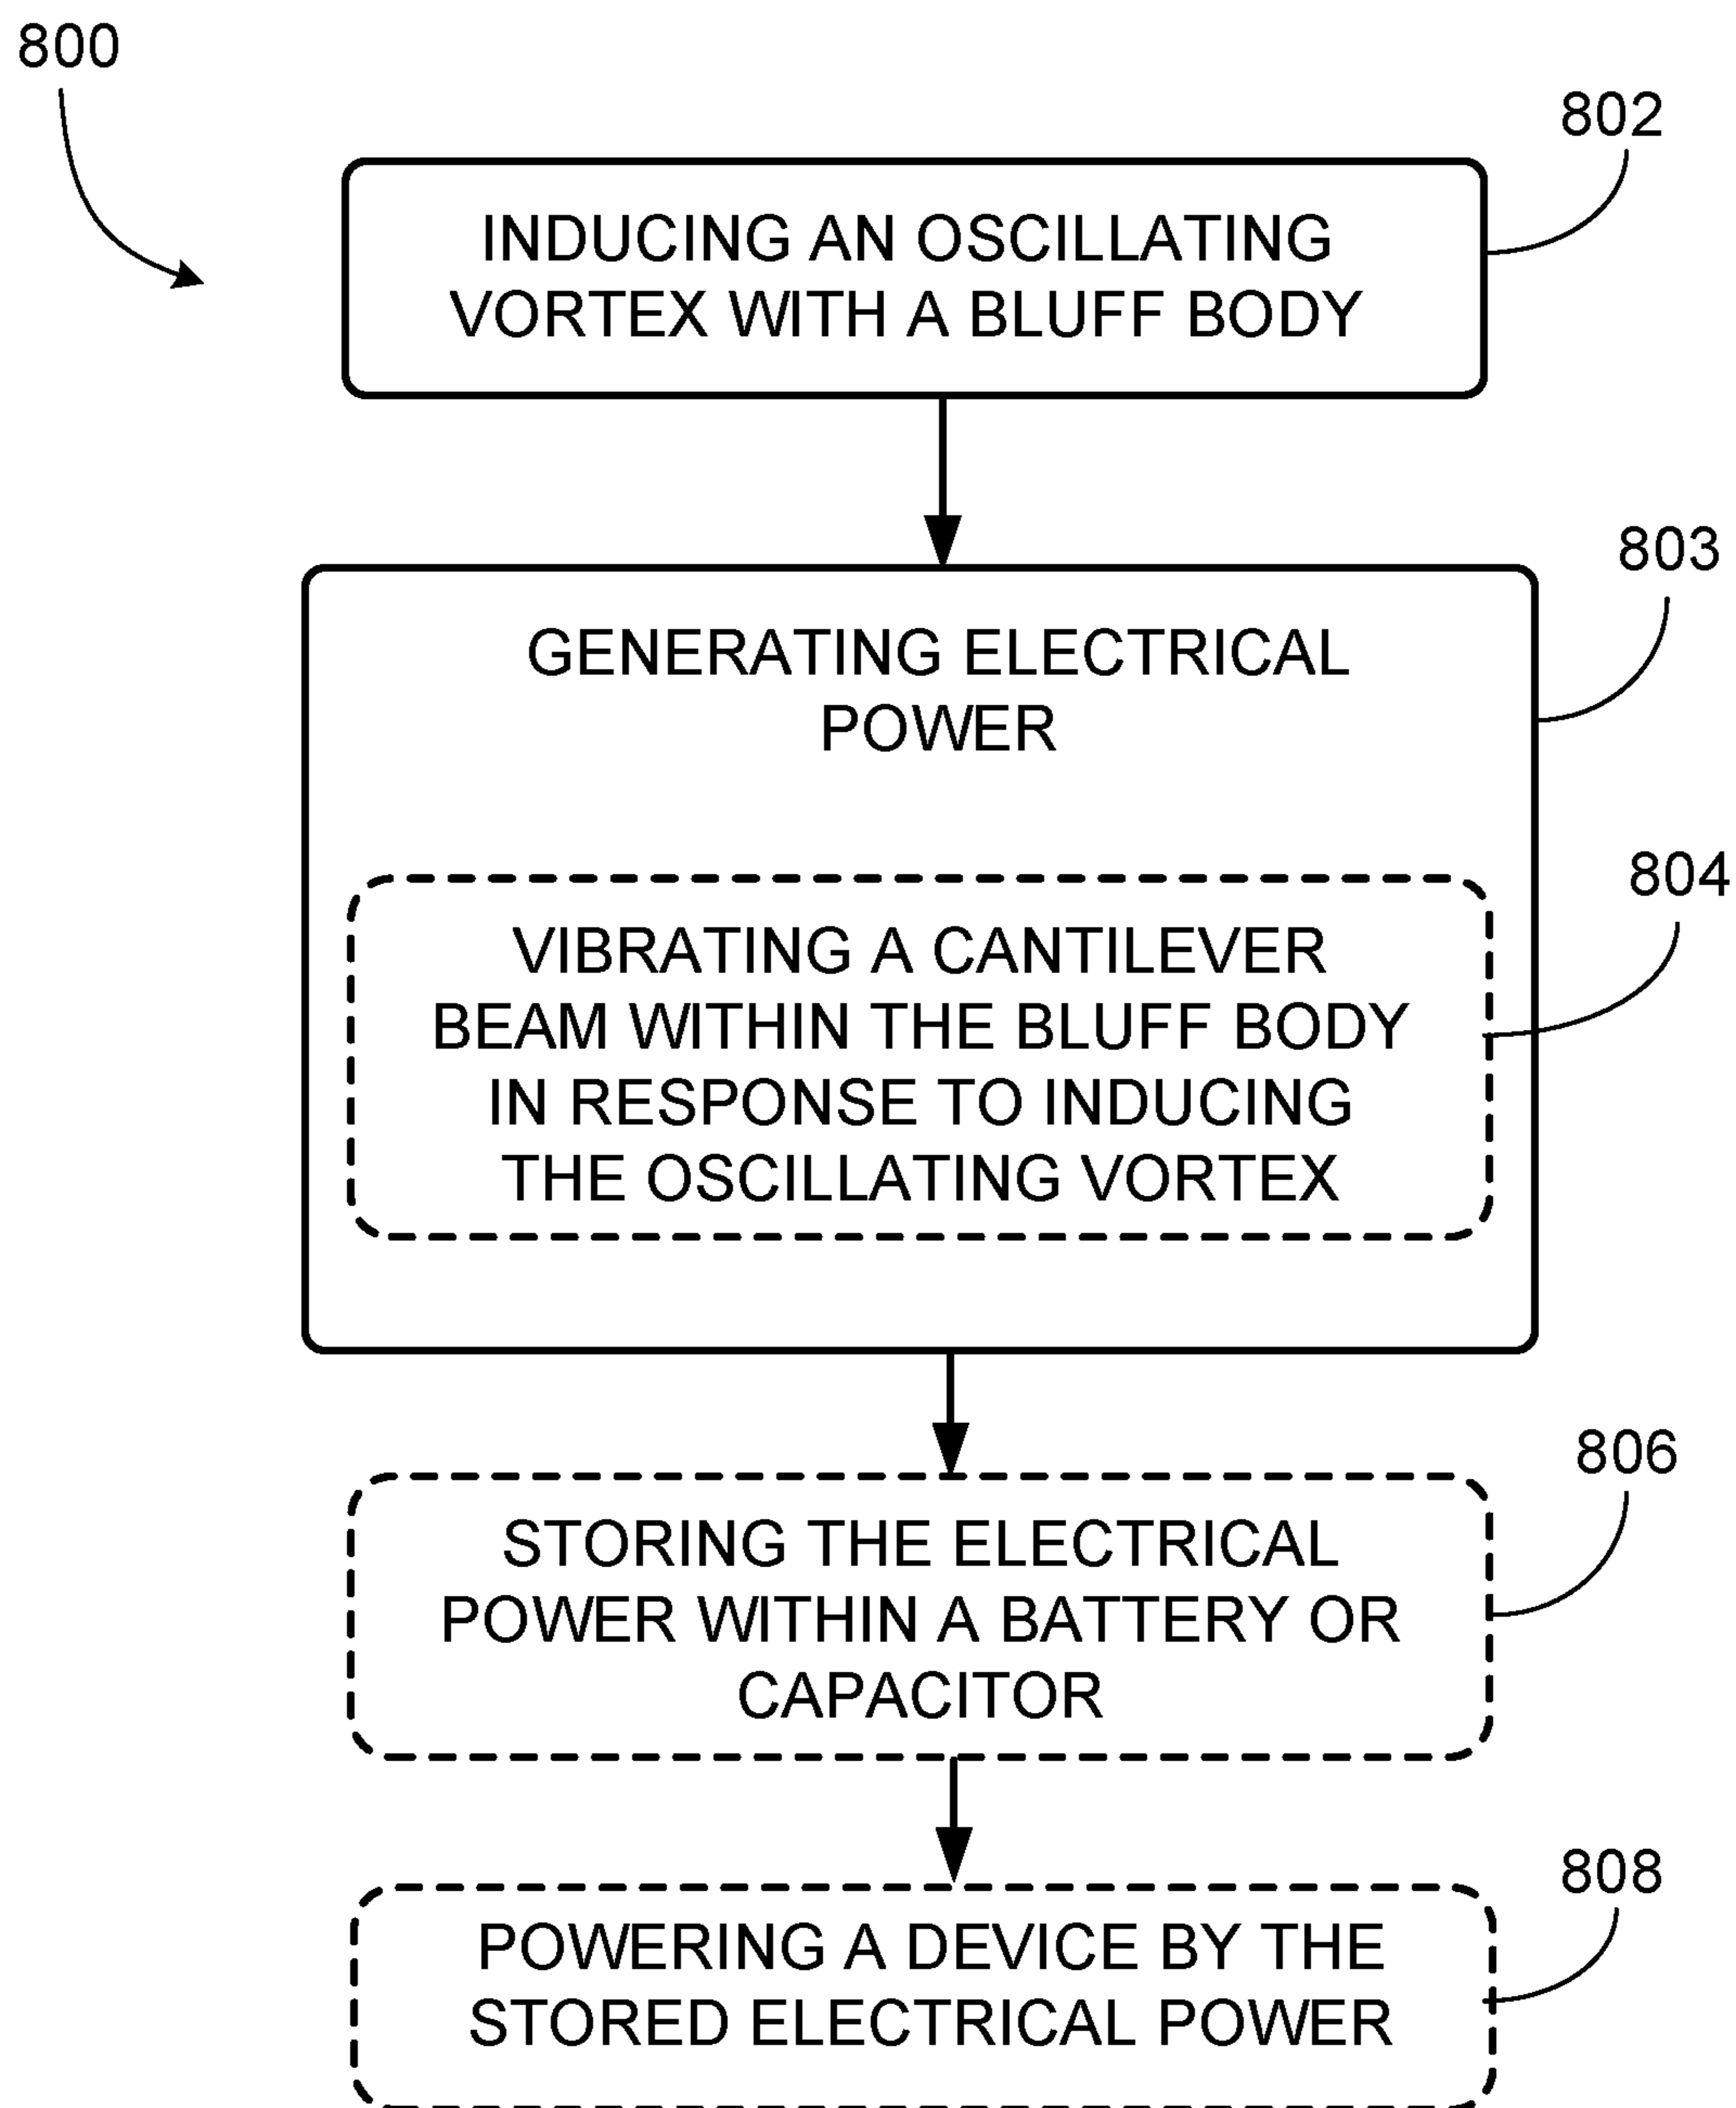 800
802
INDUCING AN OSCILLATING
VORTEX WITH A BLUFF BODY
803
GENERATING ELECTRICAL
POWER
804
VIBRATING A CANTILEVER
BEAM WITHIN THE BLUFF BODY
IN RESPONSE TO INDUCING
THE OSCILLATING VORTEX
806
STORING THE ELECTRICAL
POWER WITHIN A BATTERY OR
CAPACITOR
808
POWERING A DEVICE BY THE
STORED ELECTRICAL POWER